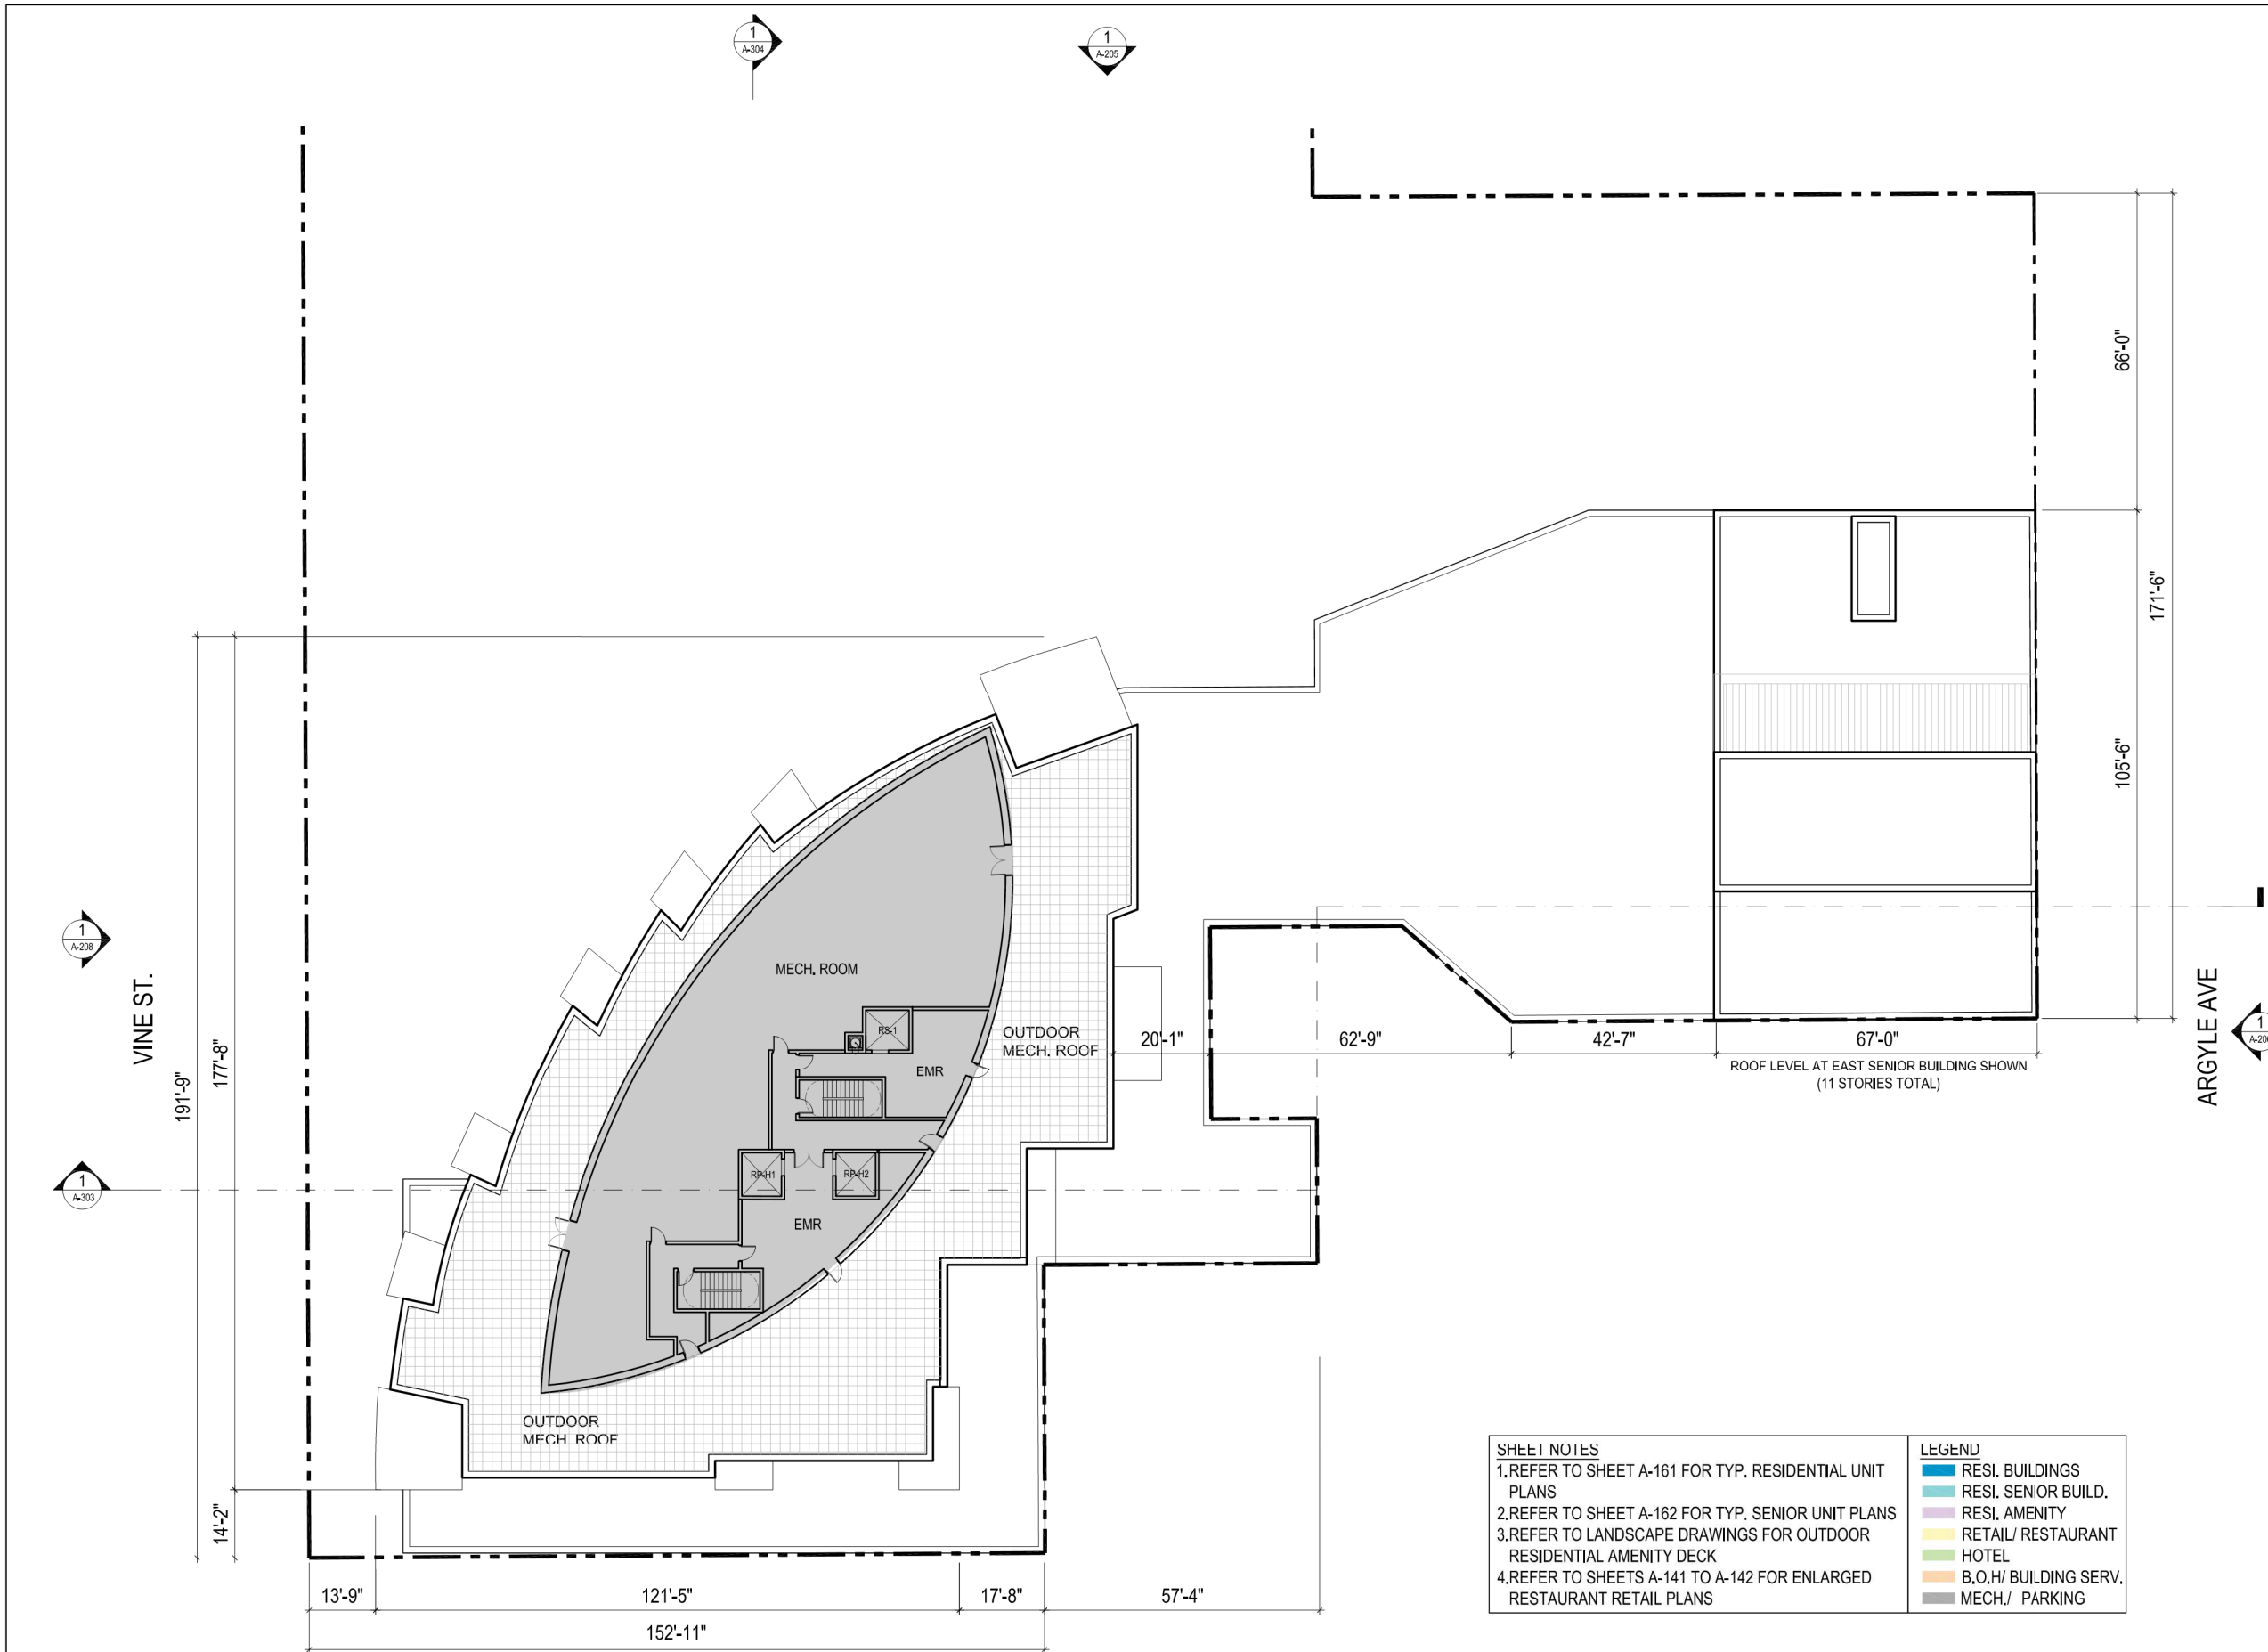 1
A-304
1
A-205
66'-0"
171'-6"
105'-6"
191'-9"
177'-8"
14'-2"
1
A-208
VINE ST.
1
A-303
MECH. ROOM
RS-1
OUTDOOR
MECH. ROOF
EMR
RP-H1
RP-H2
EMR
OUTDOOR
MECH. ROOF
20'-1"
62'-9"
42'-7"
67'-0"
ROOF LEVEL AT EAST SENIOR BUILDING SHOWN
(11 STORIES TOTAL)
ARGYLE AVE
1
13'-9"
121'-5"
17'-8"
57'-4"
152'-11"
SHEET NOTES
1.REFER TO SHEET A-161 FOR TYP. RESIDENTIAL UNIT
PLANS
2.REFER TO SHEET A-162 FOR TYP. SENIOR UNIT PLANS
3.REFER TO LANDSCAPE DRAWINGS FOR OUTDOOR
RESIDENTIAL AMENITY DECK
4.REFER TO SHEETS A-141 TO A-142 FOR ENLARGED
RESTAURANT RETAIL PLANS
LEGEND
RESI. BUILDINGS
RESI. SENIOR BUILD.
RESI. AMENITY
RETAIL/ RESTAURANT
HOTEL
B.O.H/ BUILDING SERV.
MECH./ PARKING